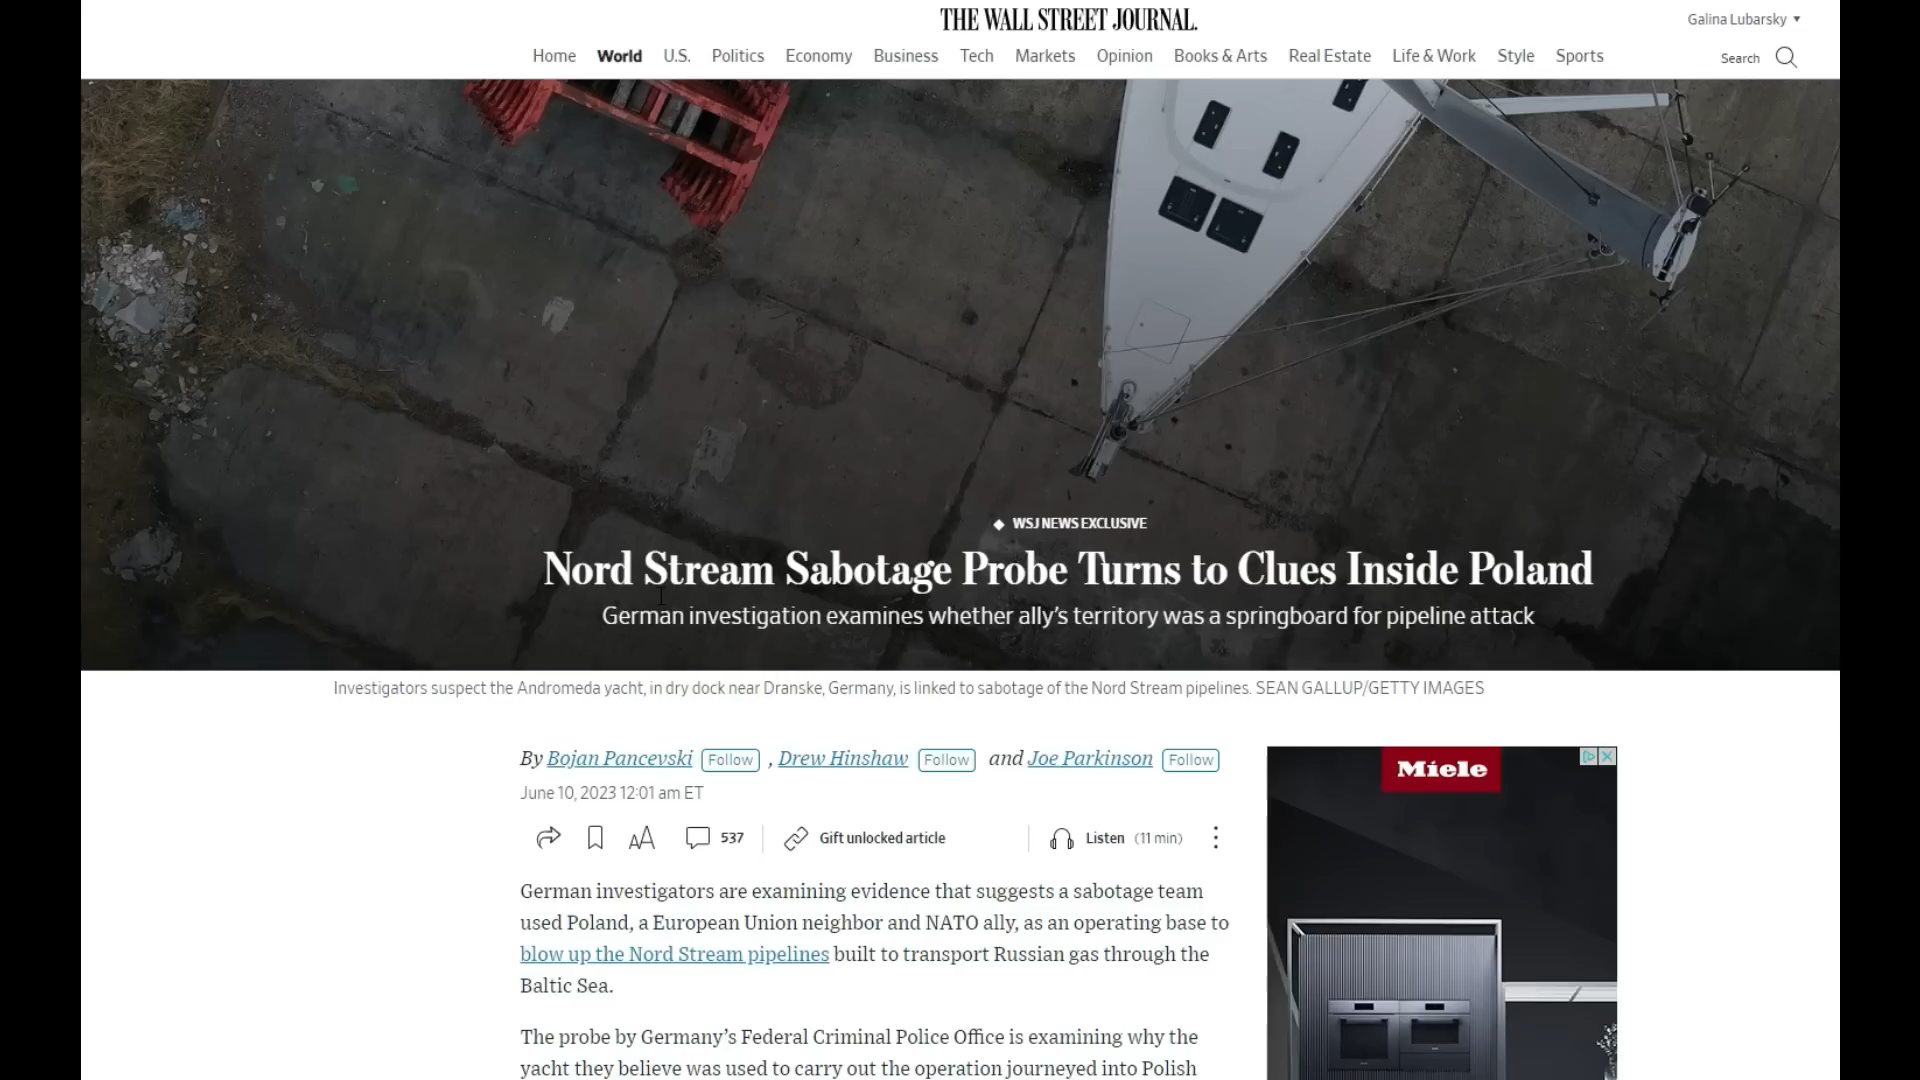 THE WALL STREET JOURNAL.
Galina Lubarsky
Home World U.S. Politics Economy Business Tech Markets Opinion Books & Arts Real Estate Life & Work Style Sports
Search
WSJ NEWS EXCLUSIVE
Nord Stream Sabotage Probe Turns to Clues Inside Poland
German investigation examines whether ally's territory was a springboard for pipeline attack
Investigators suspect the Andromeda yacht, in dry dock near Dranske, Germany, is linked to sabotage of the Nord Stream pipelines. SEAN GALLUP/GETTY IMAGES
By Bojan Pancevski Follow , Drew Hinshaw Follow and Joe Parkinson Follow
June 10, 2023 12:01 am ET
AA 537 Gift unlocked article Listen (11 min)
German investigators are examining evidence that suggests a sabotage team
used Poland, a European Union neighbor and NATO ally, as an operating base to
blow up the Nord Stream pipelines built to transport Russian gas through the
Baltic Sea.
The probe by Germany's Federal Criminal Police Office is examining why the
yacht they believe was used to carry out the operation journeyed into Polish
Miele